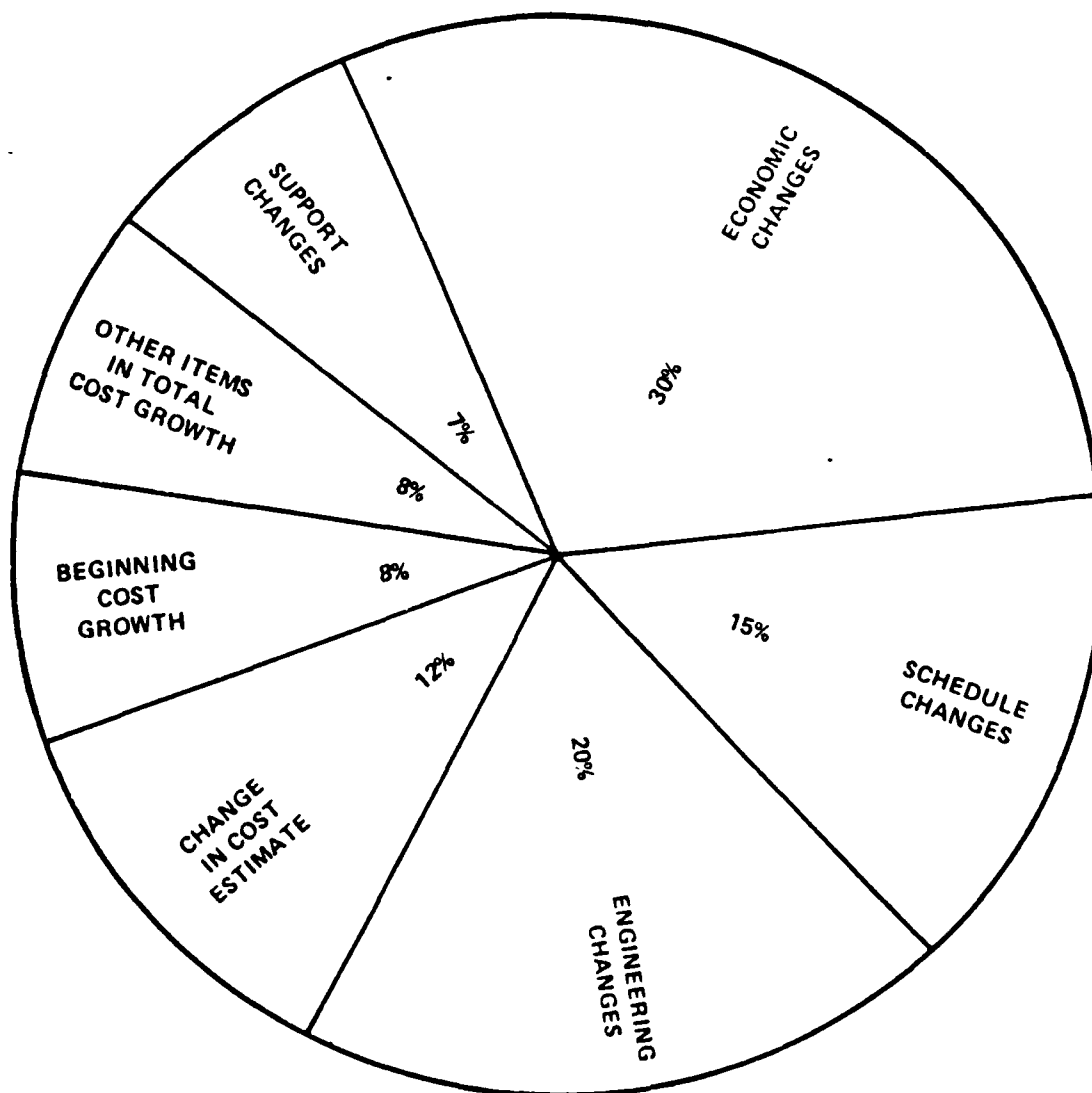 ECONOMIC
CHANGES
30%
SCHEDULE
CHANGES
15%
ENGINEERING
CHANGES
20%
CHANGE
IN COST
ESTIMATE
12%
BEGINNING
COST
GROWTH
8%
OTHER ITEMS
IN TOTAL
COST GROWTH
8%
SUPPORT
CHANGES
7%